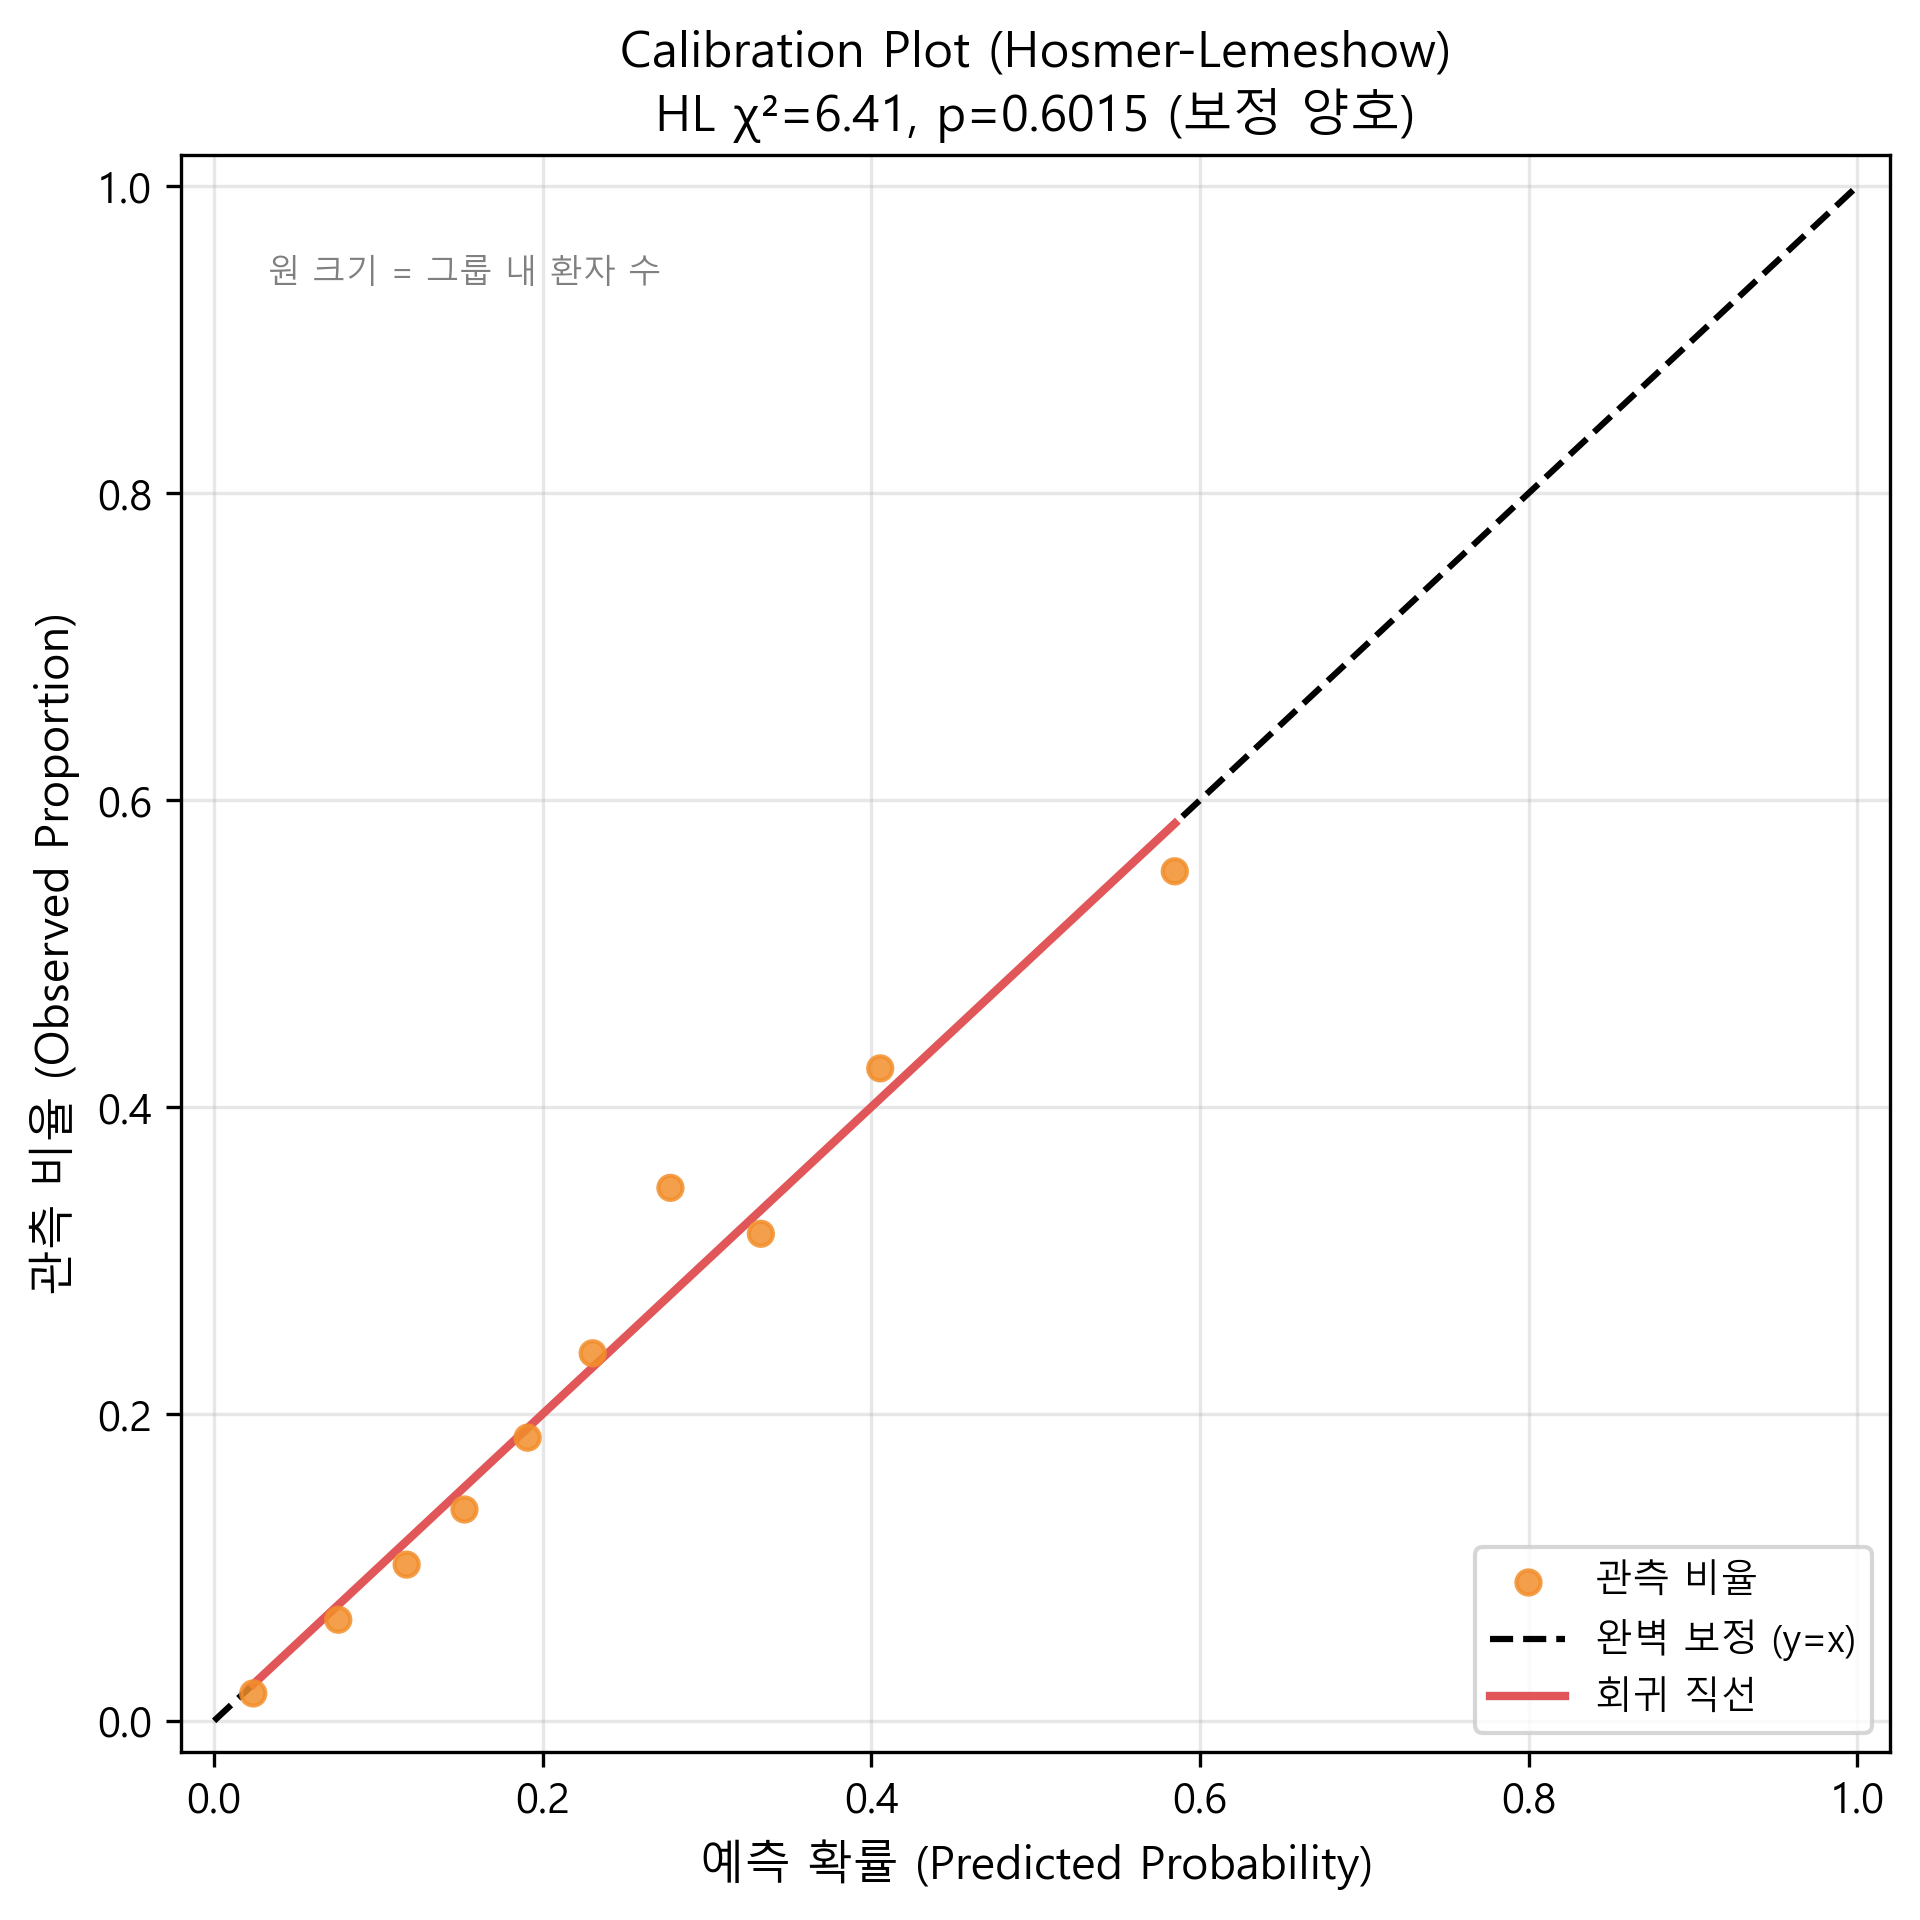 Calibration Plot (Hosmer-Lemeshow)
HL χ²=6.41, p=0.6015 (보정 양호)
관측 비율 (Observed Proportion)
1.0
0.8
0.6
0.4
0.2
0.0
원 크기 = 그룹 내 환자 수
관측 비율
완벽 보정 (y=x)
회귀 직선
0.0 0.2 0.4 0.6 0.8 1.0
예측 확률 (Predicted Probability)